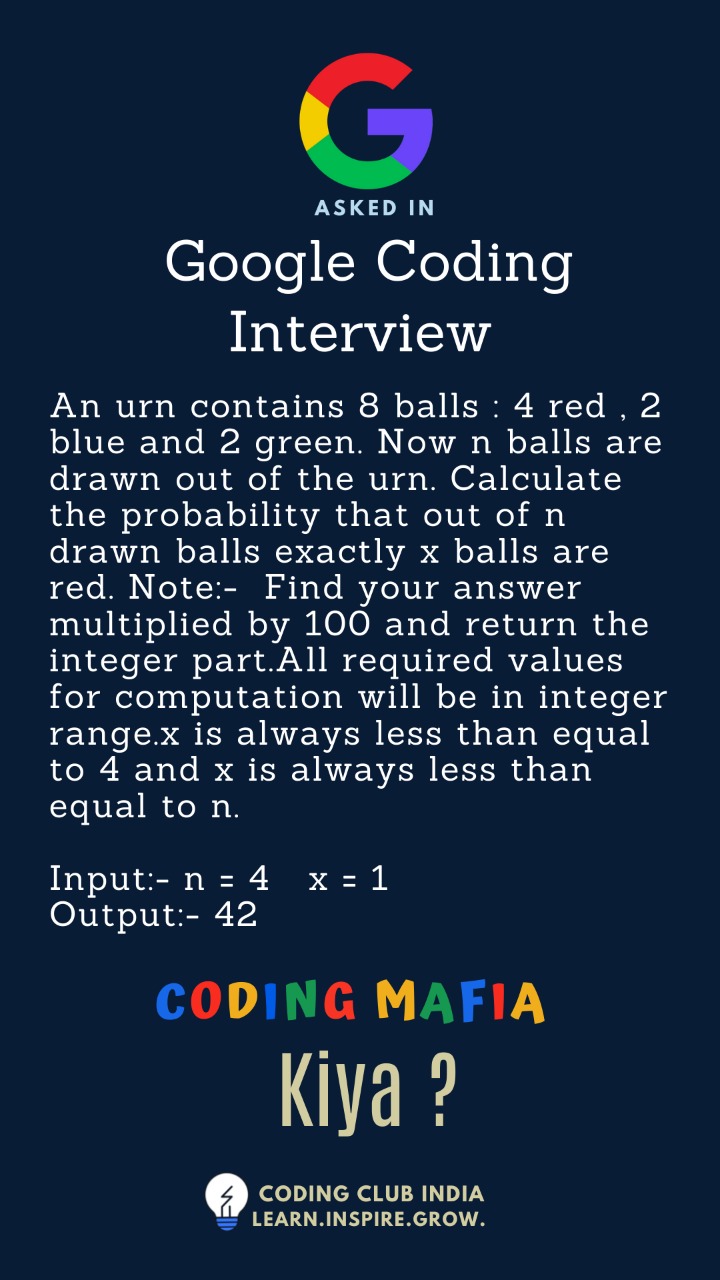 ASKED IN
Google Coding
Interview
An urn contains 8 balls : 4 red , 2
blue and 2 green. Now n balls are
drawn out of the urn. Calculate
the probability that out of n
drawn balls exactly x balls are
red. Note:-  Find your answer
multiplied by 100 and return the
integer part.All required values
for computation will be in integer
range.x is always less than equal
to 4 and x is always less than
equal to n.
Input:- n = 4   x = 1
Output:- 42
CODING MAFIA
Kiya ?
CODING CLUB INDIA
LEARN.INSPIRE.GROW.